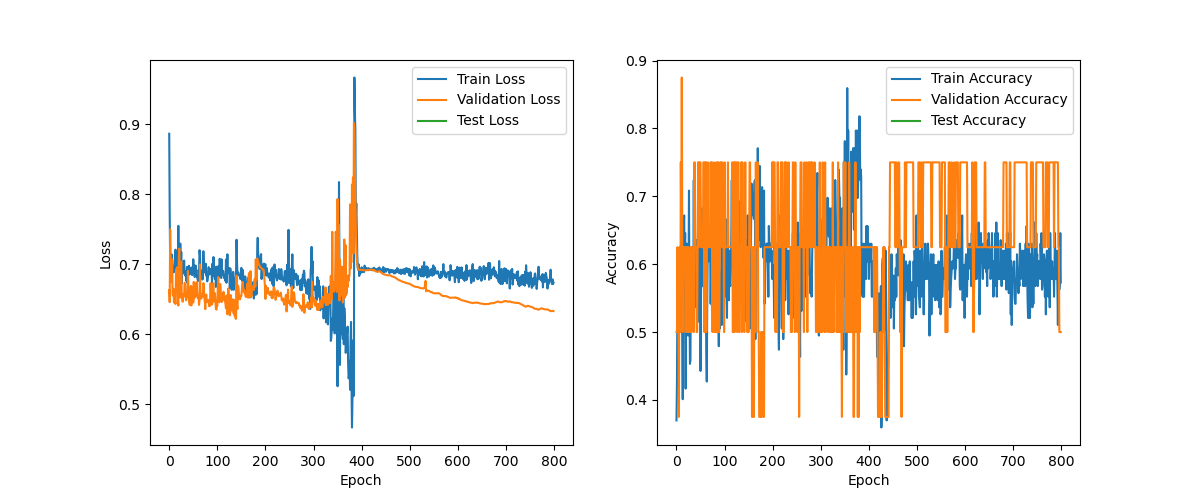 Train Loss
Validation Loss
Test Loss
0.9
0.8
0.7
0.6
0.5
Loss
0 100 200 300 400 500 600 700 800
Epoch
Train Accuracy
Validation Accuracy
Test Accuracy
0.9
0.8
0.7
0.6
0.5
0.4
Accuracy
0 100 200 300 400 500 600 700 800
Epoch